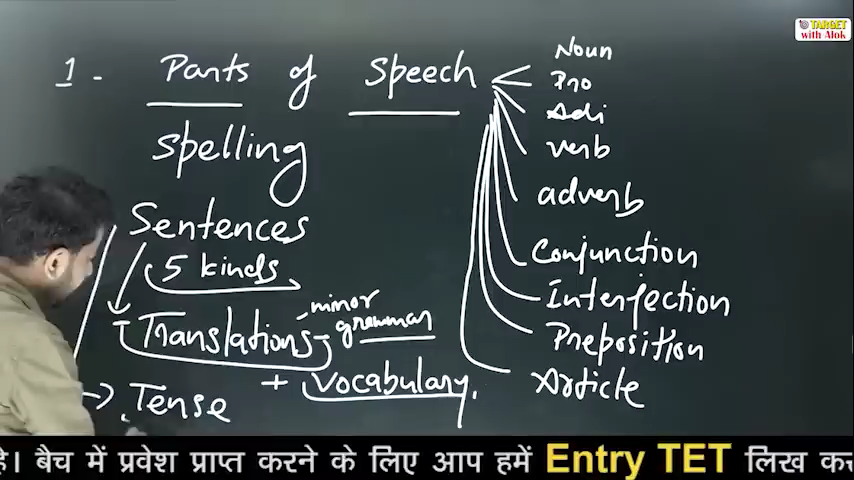 TARGET
with Alok
1 - Parts of Speech
Noun
Pro
Adj
verb
adverb
Conjunction
Interjection
Preposition
Article
Spelling
Sentences
5 kinds
Translations - minor
grammar
+ Vocabulary.
→ Tense
है। बैच में प्रवेश प्राप्त करने के लिए आप हमें Entry TET लिख कर